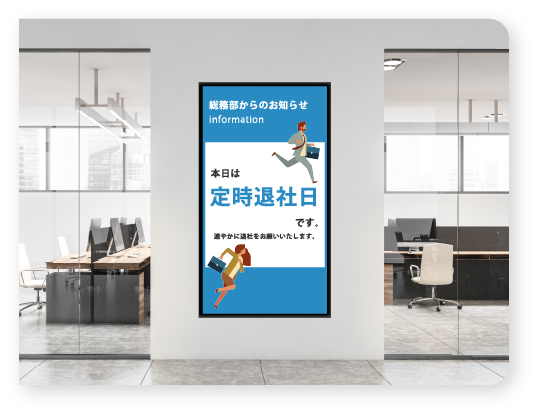 総務部からのお知らせ
information
本日は
定時退社日
です。
速やかに退社をお願いいたします。